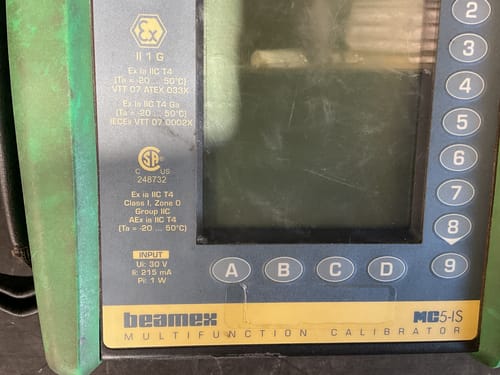 Ex
II 1 G
Ex ia IIC T4
(Ta = -20 ... 50°C)
VTT 07 ATEX 033X
Ex ia IIC T4 Ga
(Ta = -20 ... 50°C)
IECEx VTT 07.0002X
C US
248732
Ex ia IIC T4
Class I, Zone 0
Group IIC
AEx ia IIC T4
(Ta = -20 ... 50°C)
INPUT
Ui: 30 V
Ii: 215 mA
Pi: 1 W
2
3
4
5
6
7
8
9
A B C D
beamex MC5-IS
MULTIFUNCTION CALIBRATOR